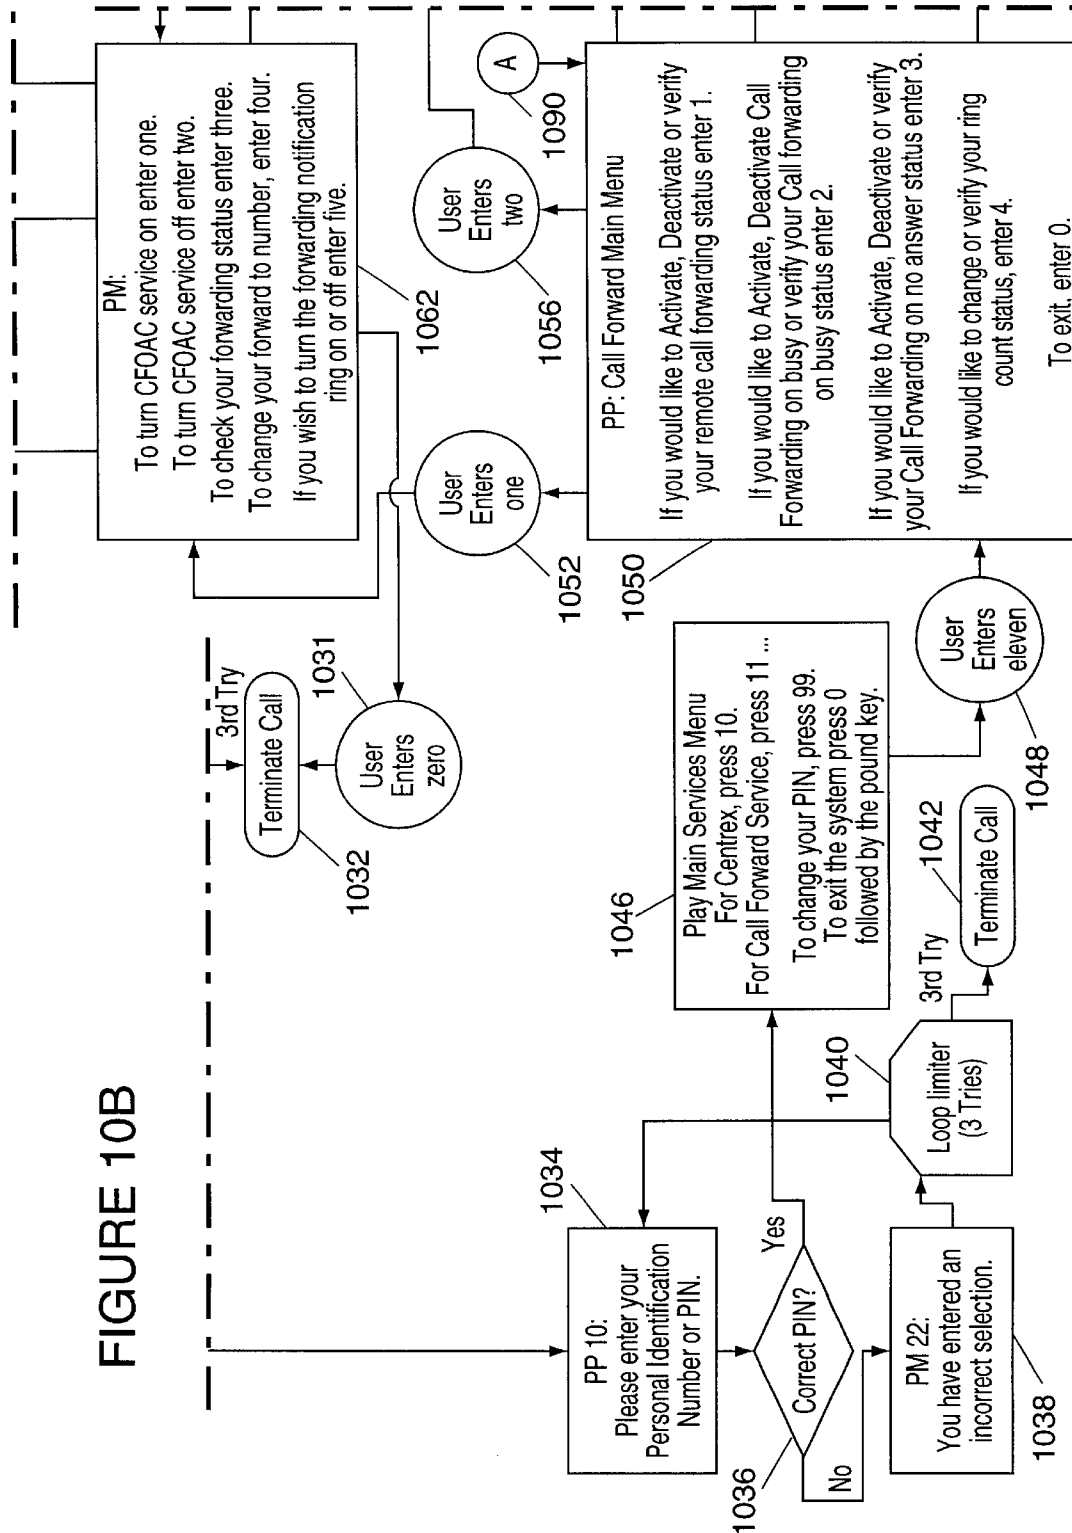 FIGURE 10B
3rd Try
Terminate Call
1032
User
Enters
zero
1031
PP 10:
Please enter your
Personal Identification
Number or PIN.
1034
Correct PIN?
1036
Yes
No
PM 22:
You have entered an
incorrect selection.
1038
Loop limiter
(3 Tries)
1040
3rd Try
Terminate Call
1042
Play Main Services Menu
For Centrex, press 10.
For Call Forward Service, press 11 ...
To change your PIN, press 99.
To exit the system press 0
followed by the pound key.
1046
User
Enters
eleven
1048
PP: Call Forward Main Menu
If you would like to Activate, Deactivate or verify
your remote call forwarding status enter 1.
If you would like to Activate, Deactivate Call
Forwarding on busy or verify your Call forwarding
on busy status enter 2.
If you would like to Activate, Deactivate or verify
your Call Forwarding on no answer status enter 3.
If you would like to change or verify your ring
count status, enter 4.
To exit, enter 0.
1050
User
Enters
one
1052
User
Enters
two
1056
A
1090
PM:
To turn CFOAC service on enter one.
To turn CFOAC service off enter two.
To check your forwarding status enter three.
To change your forward to number, enter four.
If you wish to turn the forwarding notification
ring on or off enter five.
1062